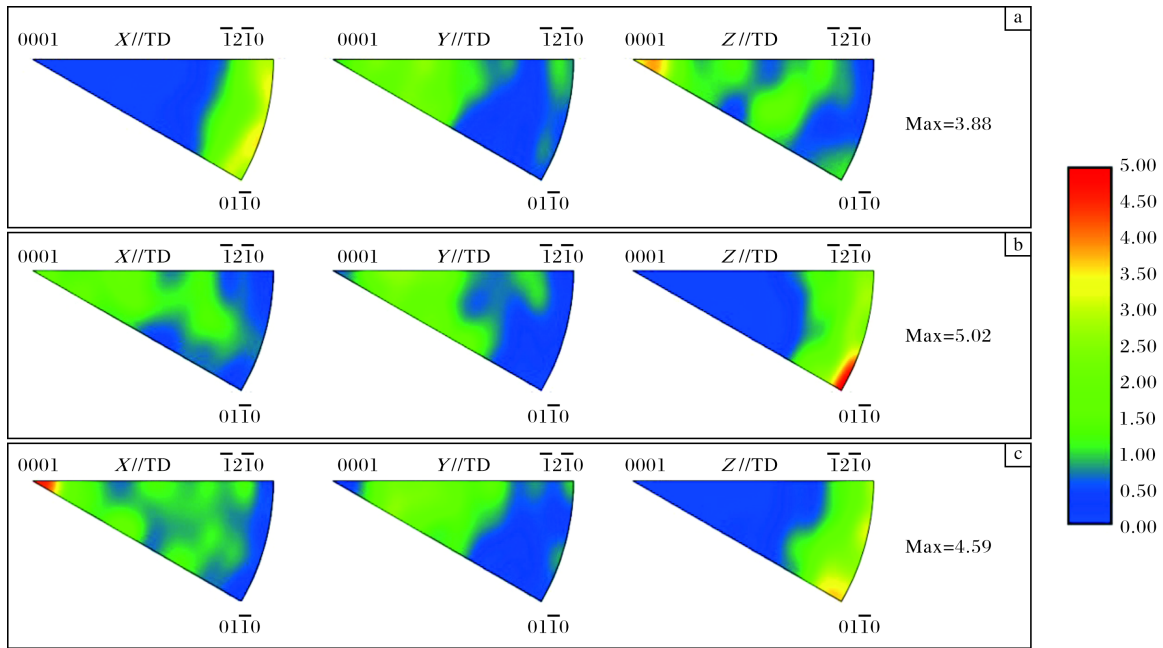 a
0001 X//TD 1̅21̅0 0001 Y//TD 1̅21̅0 0001 Z//TD 1̅21̅0
Max=3.88
011̅0 011̅0 011̅0
b
0001 X//TD 1̅21̅0 0001 Y//TD 1̅21̅0 0001 Z//TD 1̅21̅0
Max=5.02
011̅0 011̅0 011̅0
c
0001 X//TD 1̅21̅0 0001 Y//TD 1̅21̅0 0001 Z//TD 1̅21̅0
Max=4.59
011̅0 011̅0 011̅0
5.00
4.50
4.00
3.50
3.00
2.50
2.00
1.50
1.00
0.50
0.00